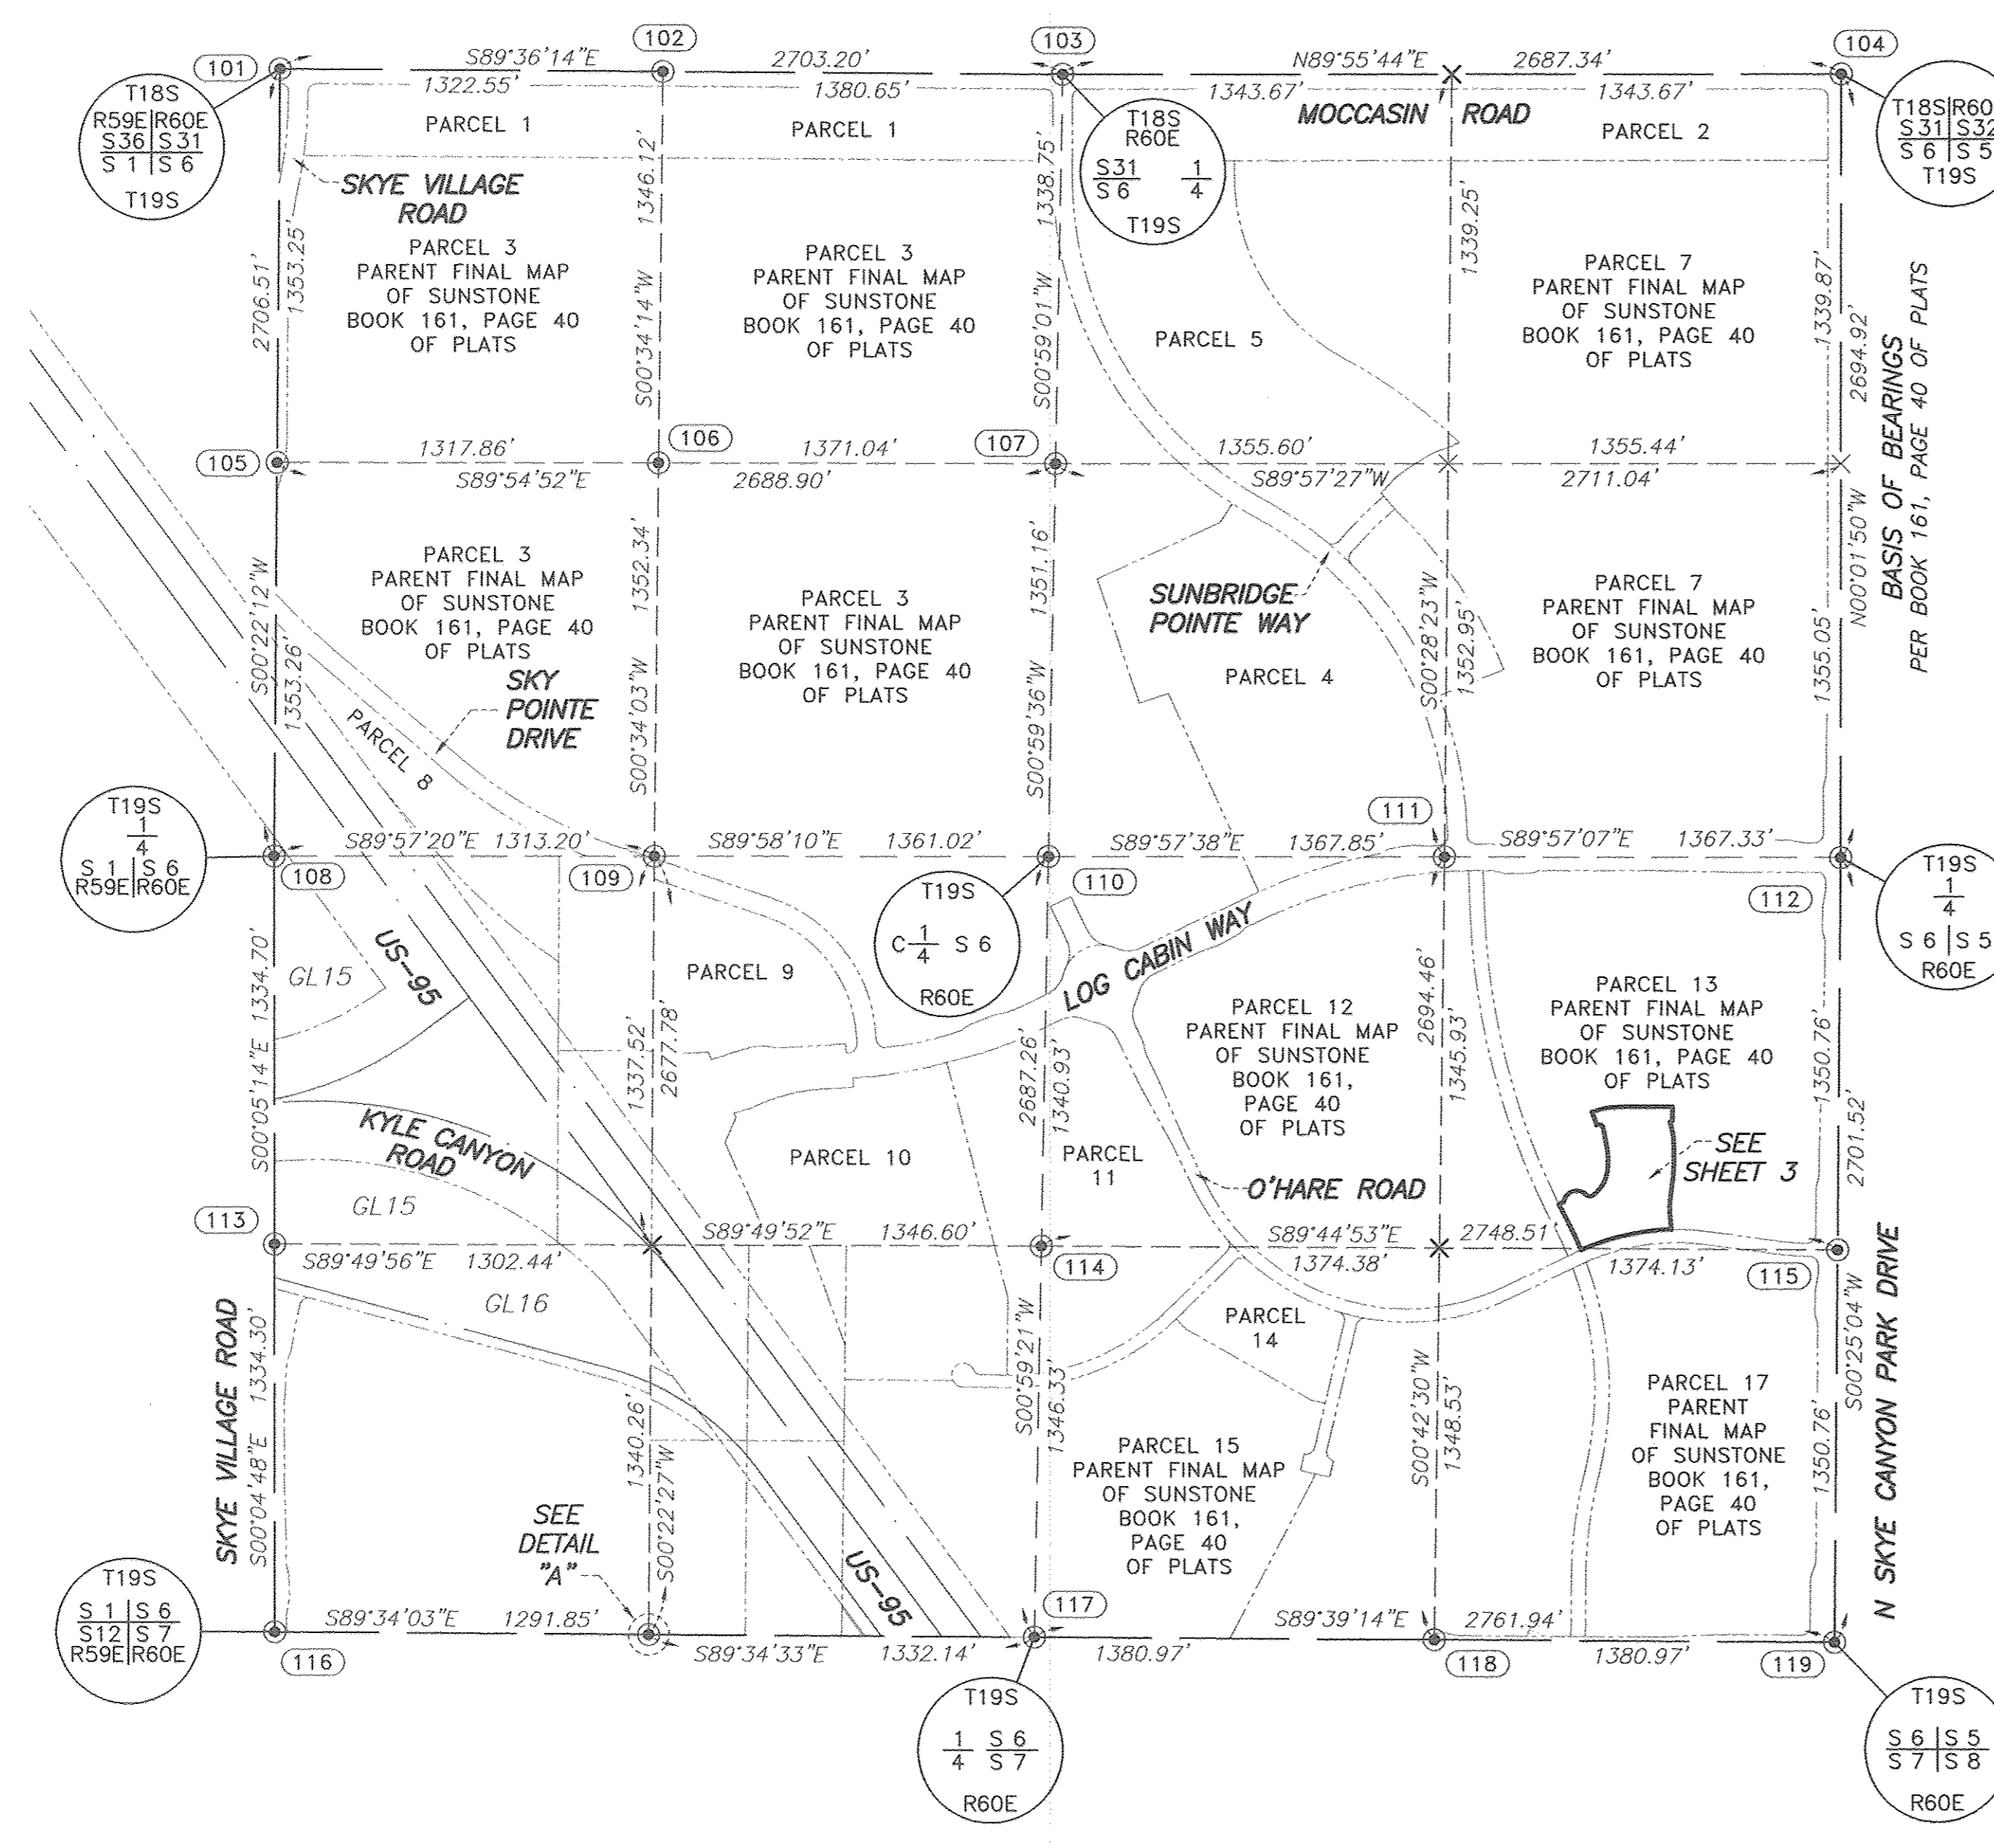 101
102
103
104
S89°36'14"E
2703.20'
N89°55'44"E
2687.34'
1322.55'
1380.65'
1343.67'
1343.67'
MOCCASIN ROAD
T18S
R59E|R60E
S36|S31
S 1|S 6
T19S
T18S
R60E
S31
S 6
1
4
T19S
T18S|R60
S31|S32
S 6|S 5
T19S
PARCEL 1
PARCEL 1
PARCEL 2
SKYE VILLAGE
ROAD
2706.51'
1353.25'
1346.12'
S00°34'14"W
1338.75'
S00°59'01"W
1339.25'
1339.87'
2694.92'
BASIS OF BEARINGS
PER BOOK 161, PAGE 40 OF PLATS
N00°01'50"W
PARCEL 3
PARENT FINAL MAP
OF SUNSTONE
BOOK 161, PAGE 40
OF PLATS
PARCEL 3
PARENT FINAL MAP
OF SUNSTONE
BOOK 161, PAGE 40
OF PLATS
PARCEL 5
PARCEL 7
PARENT FINAL MAP
OF SUNSTONE
BOOK 161, PAGE 40
OF PLATS
105
106
107
1317.86'
1371.04'
1355.60'
1355.44'
S89°54'52"E
2688.90'
S89°57'27"W
2711.04'
S00°22'12"W
1353.26'
1352.34'
S00°34'03"W
1351.16'
S00°59'36"W
S00°28'23"W
1352.95'
1355.05'
PARCEL 3
PARENT FINAL MAP
OF SUNSTONE
BOOK 161, PAGE 40
OF PLATS
PARCEL 3
PARENT FINAL MAP
OF SUNSTONE
BOOK 161, PAGE 40
OF PLATS
SUNBRIDGE
POINTE WAY
PARCEL 4
PARCEL 7
PARENT FINAL MAP
OF SUNSTONE
BOOK 161, PAGE 40
OF PLATS
SKY
POINTE
DRIVE
PARCEL 8
T19S
1
4
S 1|S 6
R59E|R60E
108
109
110
111
112
S89°57'20"E
1313.20'
S89°58'10"E
1361.02'
S89°57'38"E
1367.85'
S89°57'07"E
1367.33'
T19S
C 1/4 S 6
R60E
T19S
1
4
S 6|S 5
R60E
S00°05'14"E 1334.70'
GL15
US-95
PARCEL 9
LOG CABIN WAY
1337.52'
2677.78'
2687.26'
1340.93'
2694.46'
1345.93'
1350.76'
2701.52'
PARCEL 12
PARENT FINAL MAP
OF SUNSTONE
BOOK 161,
PAGE 40
OF PLATS
PARCEL 13
PARENT FINAL MAP
OF SUNSTONE
BOOK 161, PAGE 40
OF PLATS
KYLE CANYON
ROAD
GL15
PARCEL 10
PARCEL
11
O'HARE ROAD
SEE
SHEET 3
113
114
115
S89°49'56"E
1302.44'
S89°49'52"E
1346.60'
S89°44'53"E
2748.51'
1374.38'
1374.13'
GL16
PARCEL
14
SKYE VILLAGE ROAD
S00°04'48"E 1334.30'
1340.26'
S00°22'27"W
S00°59'21"W
1346.33'
S00°42'30"W
1348.53'
1350.76'
S00°25'04"W
N SKYE CANYON PARK DRIVE
PARCEL 15
PARENT FINAL MAP
OF SUNSTONE
BOOK 161,
PAGE 40
OF PLATS
PARCEL 17
PARENT
FINAL MAP
OF SUNSTONE
BOOK 161,
PAGE 40
OF PLATS
SEE
DETAIL
"A"
US-95
T19S
S 1|S 6
S12|S 7
R59E|R60E
116
117
118
119
S89°34'03"E
1291.85'
S89°34'33"E
1332.14'
1380.97'
S89°39'14"E
2761.94'
1380.97'
T19S
1
4
S 6
S 7
R60E
T19S
S 6|S 5
S 7|S 8
R60E